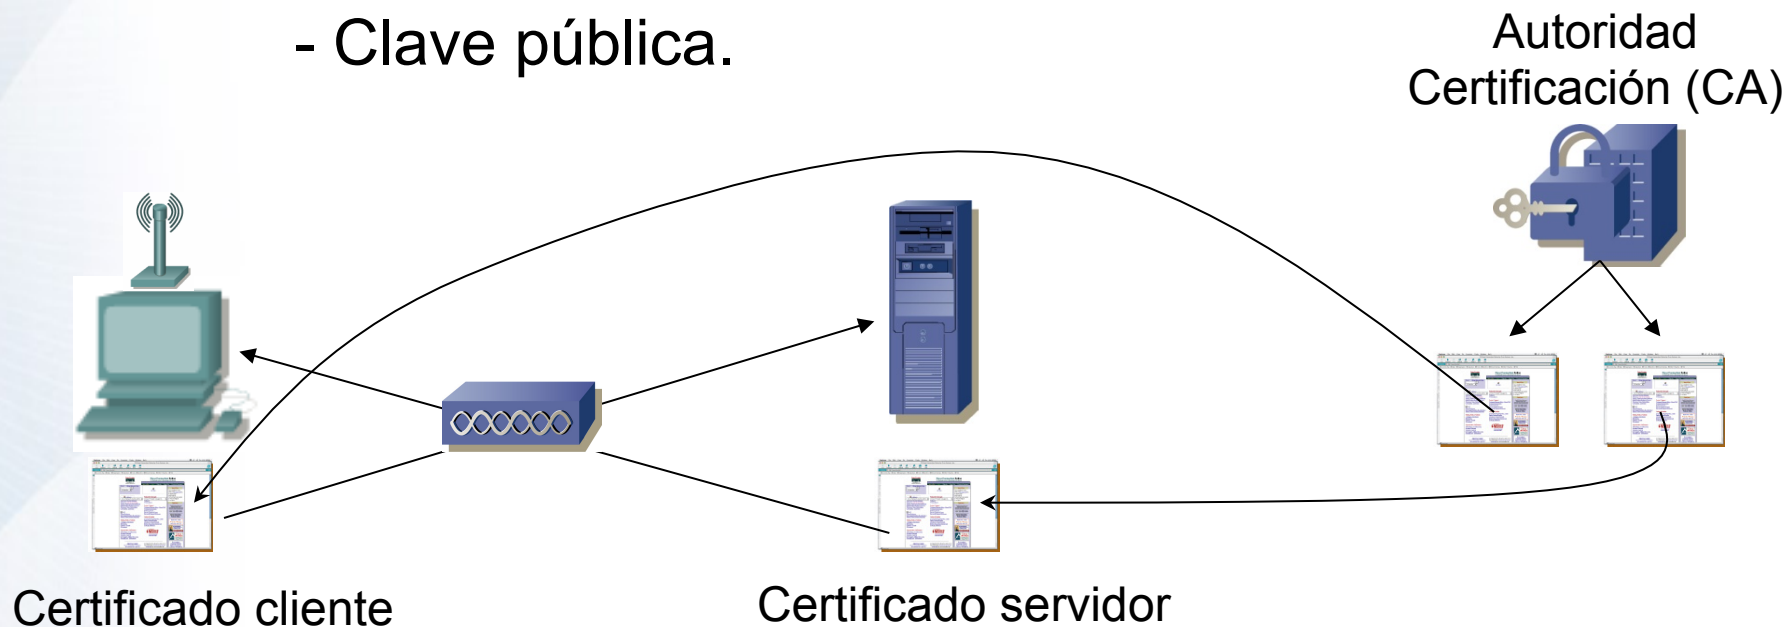 - Clave pública.
Autoridad
Certificación (CA)
Certificado cliente
Certificado servidor